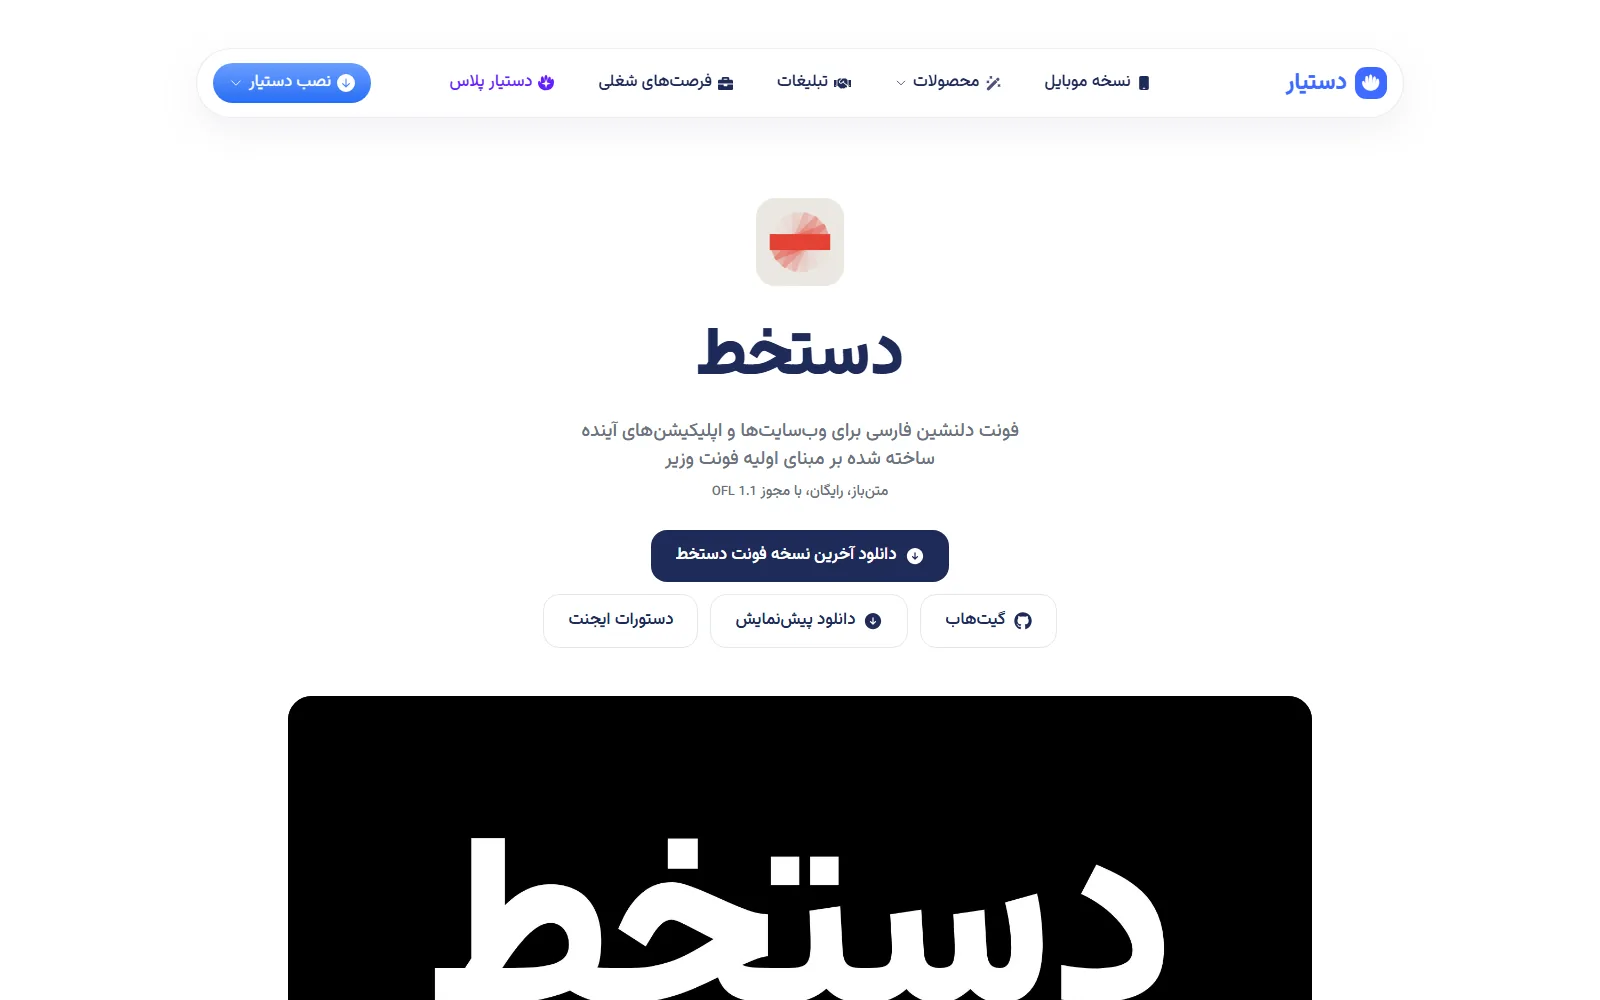 دستیار
نسخه موبایل
محصولات
تبلیغات
فرصت‌های شغلی
دستیار پلاس
نصب دستیار
دستخط
فونت دلنشین فارسی برای وب‌سایت‌ها و اپلیکیشن‌های آینده
ساخته شده بر مبنای اولیه فونت وزیر
متن‌باز، رایگان، با مجوز OFL 1.1
دانلود آخرین نسخه فونت دستخط
گیت‌هاب
دانلود پیش‌نمایش
دستورات ایجنت
دستخط